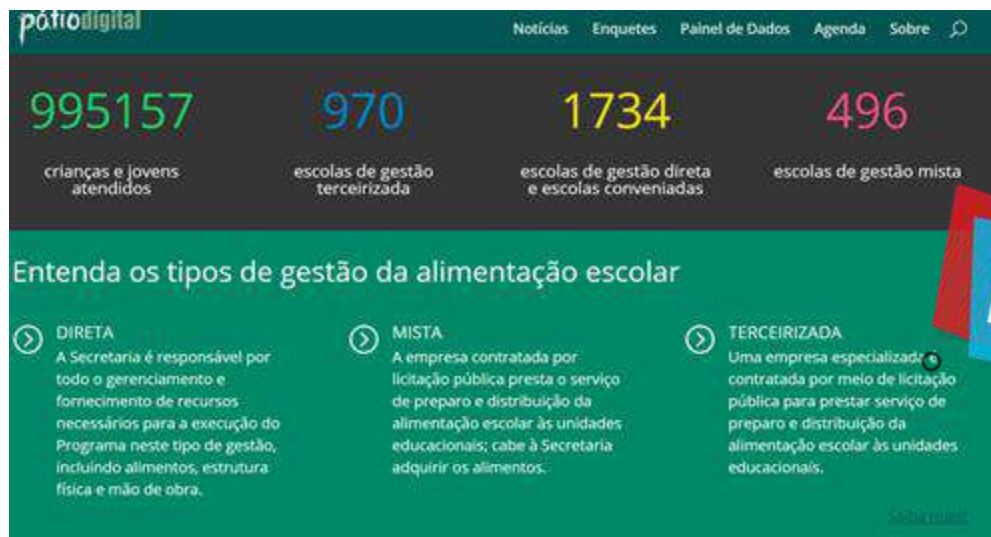 pátiodigital
Notícias Enquetes Painel de Dados Agenda Sobre
995157
crianças e jovens
atendidos
970
escolas de gestão
terceirizada
1734
escolas de gestão direta
e escolas conveniadas
496
escolas de gestão mista
Entenda os tipos de gestão da alimentação escolar
DIRETA
A Secretaria é responsável por
todo o gerenciamento e
fornecimento de recursos
necessários para a execução do
Programa neste tipo de gestão,
incluindo alimentos, estrutura
física e mão de obra.
MISTA
A empresa contratada por
licitação pública presta o serviço
de preparo e distribuição da
alimentação escolar às unidades
educacionais; cabe à Secretaria
adquirir os alimentos.
TERCEIRIZADA
Uma empresa especializada
contratada por meio de licitação
pública para prestar serviço de
preparo e distribuição da
alimentação escolar às unidades
educacionais.
Saiba mais!